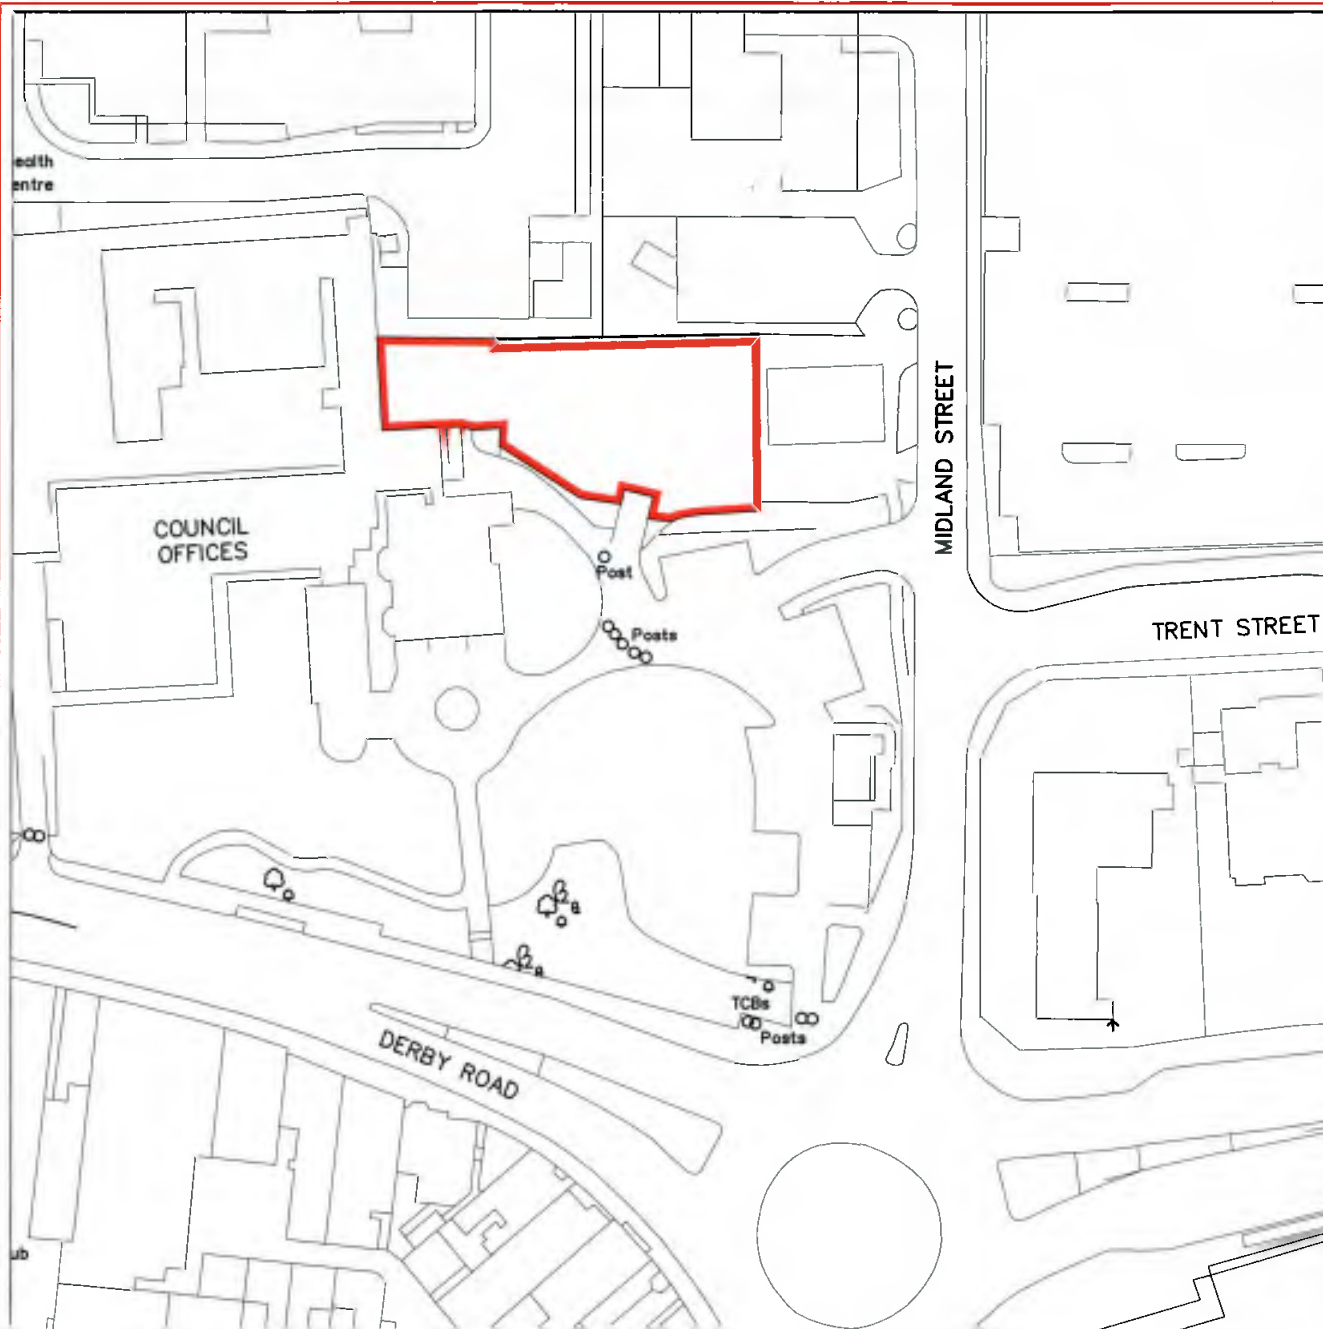 ealth
entre
MIDLAND STREET
COUNCIL
OFFICES
Post
Posts
TRENT STREET
TCBs
Posts
DERBY ROAD
ub